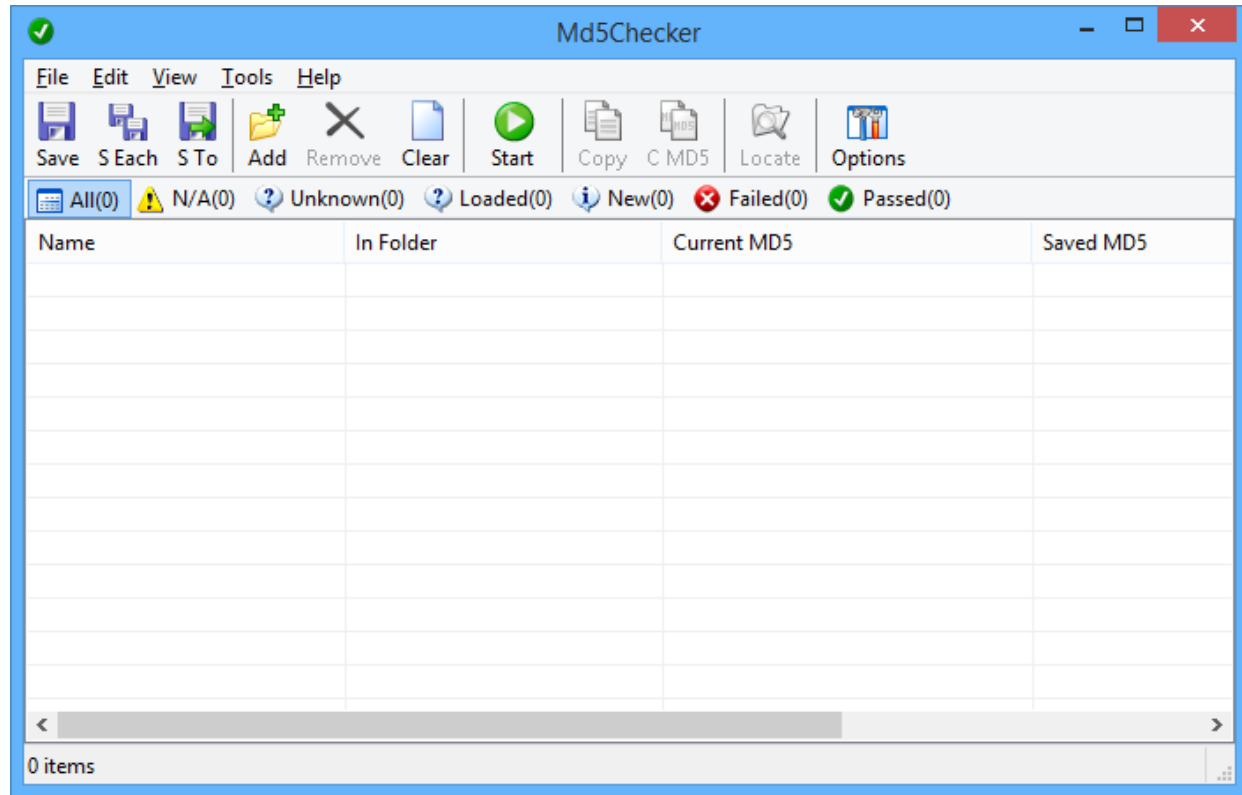 Md5Checker
File Edit View Tools Help
Save S Each S To Add Remove Clear Start Copy C MD5 Locate Options
All(0) N/A(0) Unknown(0) Loaded(0) New(0) Failed(0) Passed(0)
Name In Folder Current MD5 Saved MD5
0 items